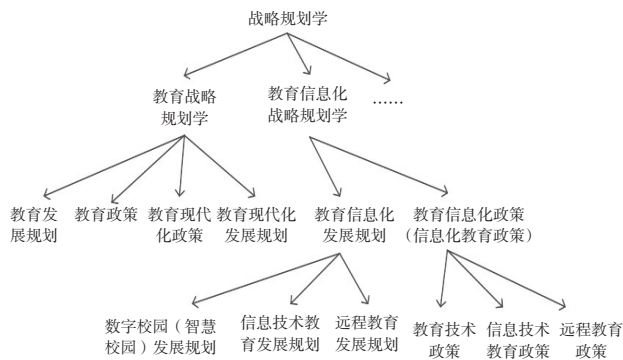 战略规划学
教育战略
规划学
教育信息化
战略规划学
……
教育发
展规划
教育政策
教育现代
化政策
教育现代化
发展规划
教育信息化
发展规划
教育信息化政策
（信息化教育政策）
数字校园（智慧
校园）发展规划
信息技术教
育发展规划
远程教育
发展规划
教育技术
政策
信息技术
教育政策
远程教育
政策